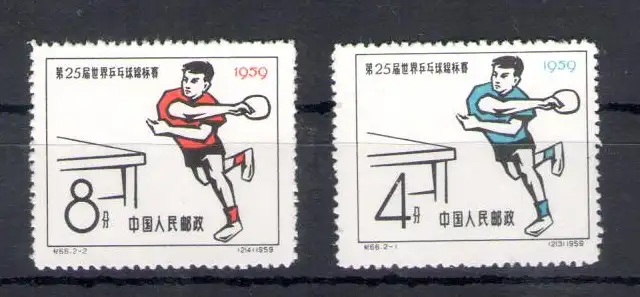 第25届世界乒乓球锦标赛
1959
8分
中国人民邮政
纪66.2-2
(214)1959
第25届世界乒乓球锦标赛
1959
4分
中国人民邮政
纪66.2-1
(213)1959